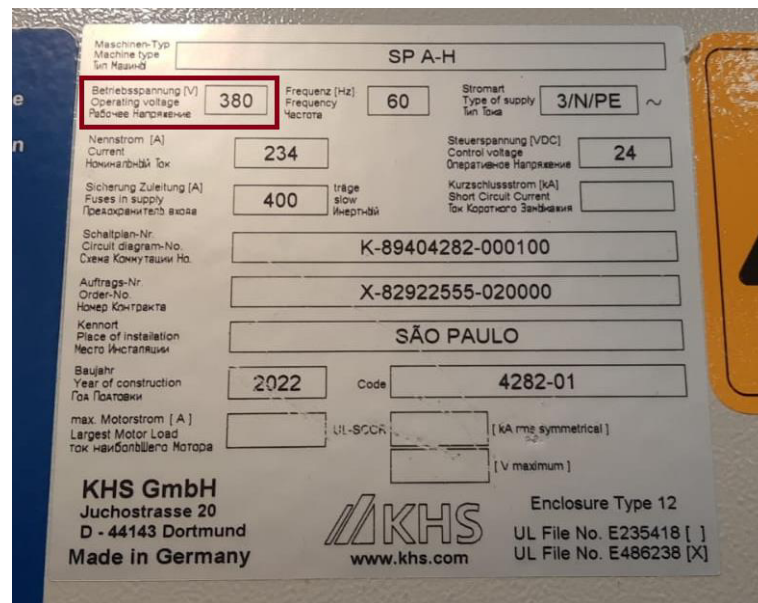 Maschinen-Typ
Machine type
Тип Машины
SP A-H
Betriebsspannung [V]
Operating voltage
Рабочее Напряжение
380
Frequenz [Hz]
Frequency
Частота
60
Stromart
Type of supply
Тип Тока
3/N/PE ~
Nennstrom [A]
Current
Номинальный Ток
234
Steuerspannung [VDC]
Control voltage
Оперативное Напряжение
24
Sicherung Zuleitung [A]
Fuses in supply
Предохранитель входа
400
träge
slow
Инертный
Kurzschlussstrom [kA]
Short Circuit Current
Ток Короткого Замыкания
Schaltplan-Nr.
Circuit diagram-No.
Схема Коммутации Но.
K-89404282-000100
Auftrags-Nr.
Order-No.
Номер Контракта
X-82922555-020000
Kennort
Place of installation
Место Инсталяции
SÃO PAULO
Baujahr
Year of construction
Год Поставки
2022
Code
4282-01
max. Motorstrom [ A ]
Largest Motor Load
ток наибольшего Мотора
UL-SCCR
[ kA rms symmetrical ]
[ V maximum ]
KHS GmbH
Juchostrasse 20
D - 44143 Dortmund
Made in Germany
KHS
www.khs.com
Enclosure Type 12
UL File No. E235418 [ ]
UL File No. E486238 [X]
e
n